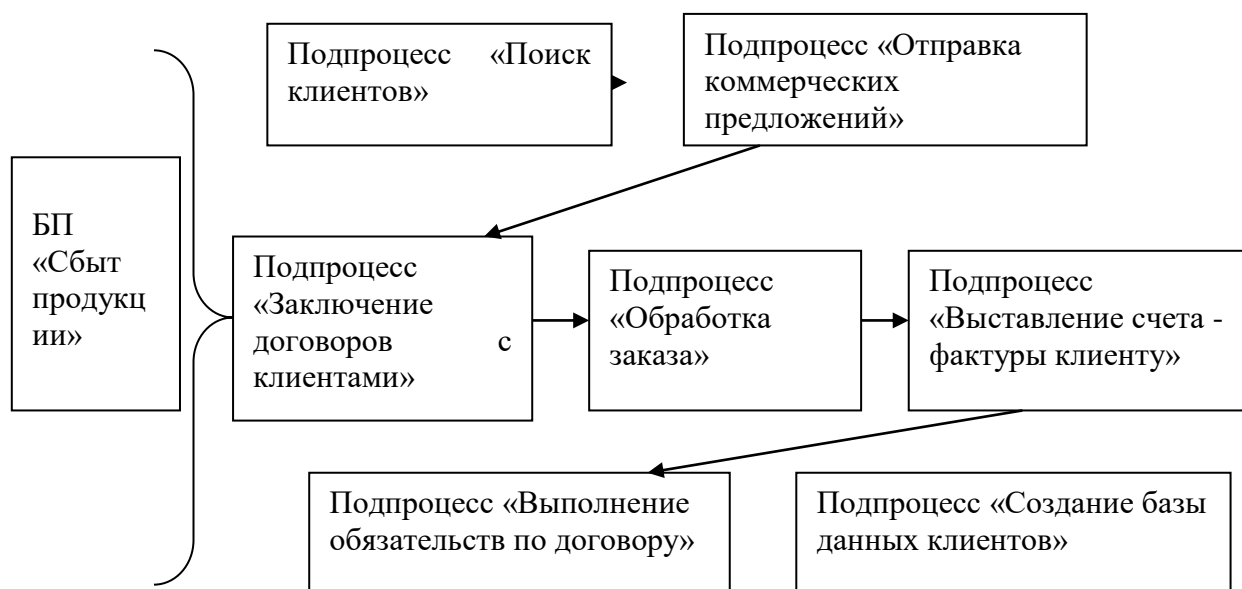 Подпроцесс «Поиск
клиентов»
Подпроцесс «Отправка
коммерческих
предложений»
БП
«Сбыт
продукц
ии»
Подпроцесс
«Заключение
договоров с
клиентами»
Подпроцесс
«Обработка
заказа»
Подпроцесс
«Выставление счета -
фактуры клиенту»
Подпроцесс «Выполнение
обязательств по договору»
Подпроцесс «Создание базы
данных клиентов»